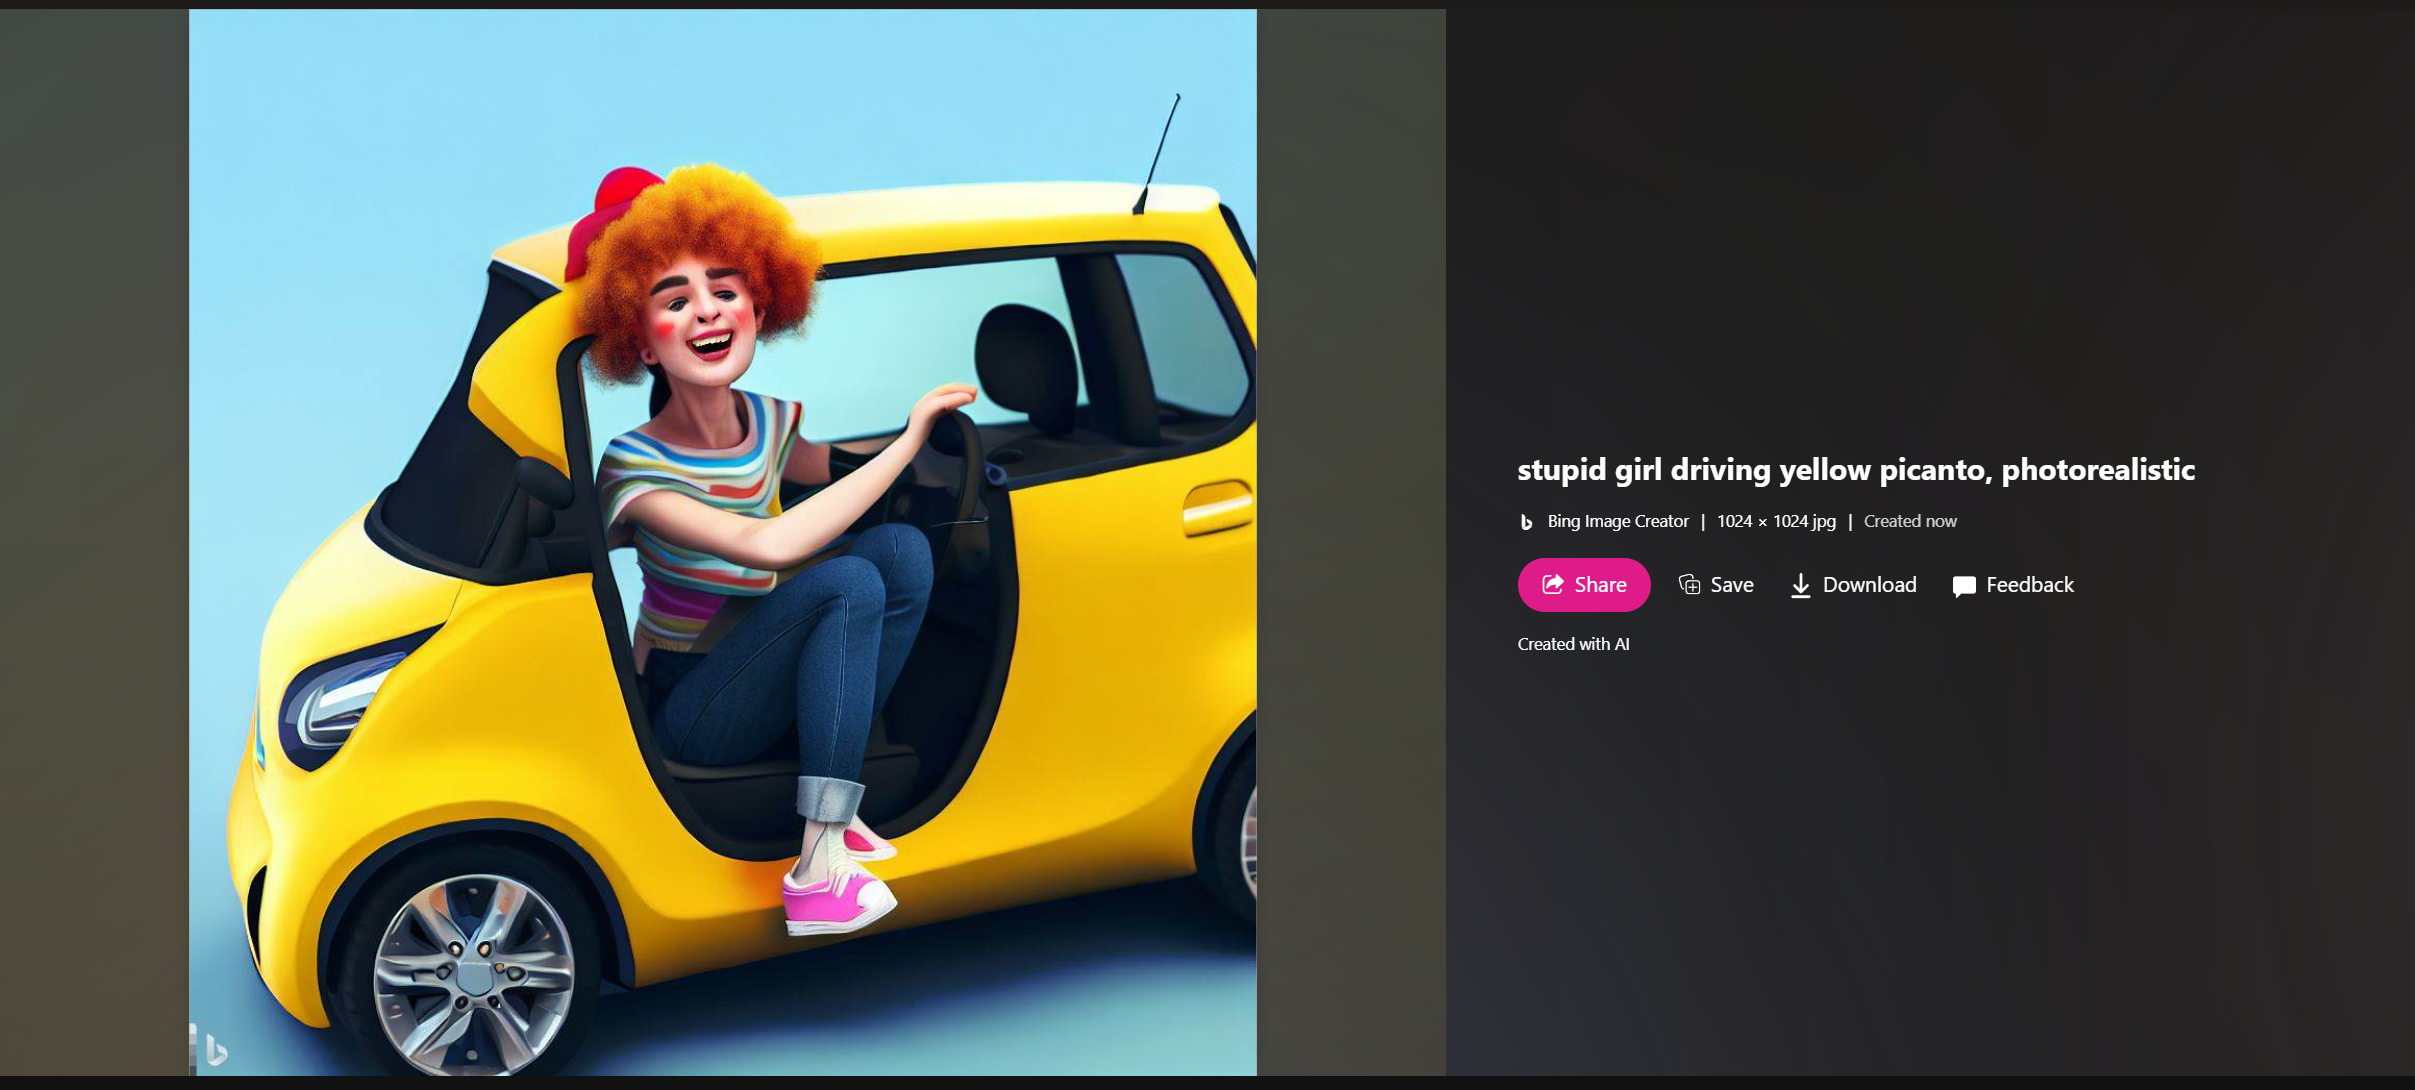 stupid girl driving yellow picanto, photorealistic
Bing Image Creator | 1024 × 1024 jpg | Created now
Share Save Download Feedback
Created with AI